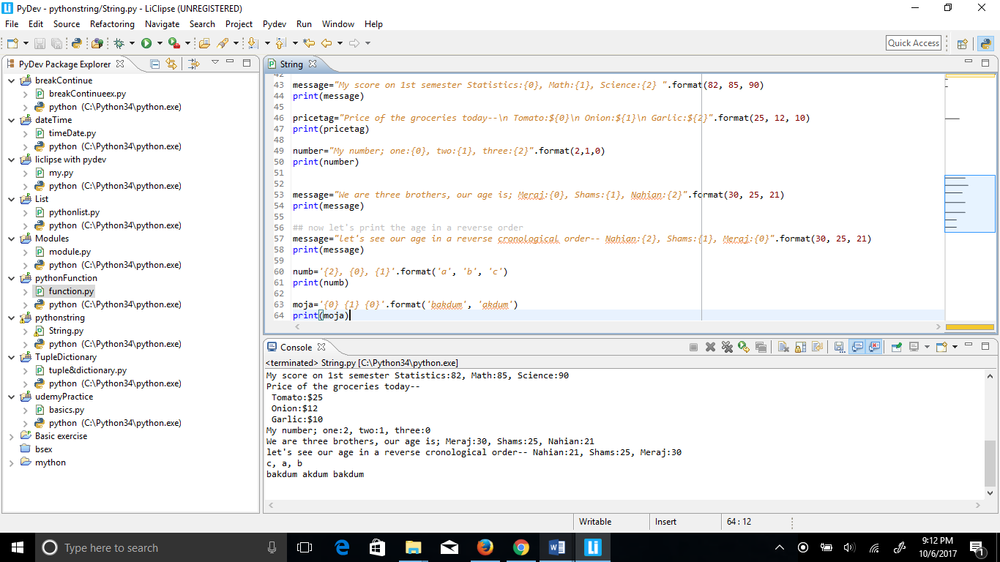 PyDev - pythonstring/String.py - LiClipse (UNREGISTERED)
File Edit Source Refactoring Navigate Search Project Pydev Run Window Help
Quick Access
PyDev Package Explorer
breakContinue
breakContinueex.py
python (C:\Python34\python.exe)
dateTime
timeDate.py
python (C:\Python34\python.exe)
liclipse with pydev
my.py
python (C:\Python34\python.exe)
List
pythonlist.py
python (C:\Python34\python.exe)
Modules
module.py
python (C:\Python34\python.exe)
pythonFunction
function.py
python (C:\Python34\python.exe)
pythonstring
String.py
python (C:\Python34\python.exe)
TupleDictionary
tuple&dictionary.py
python (C:\Python34\python.exe)
udemyPractice
basics.py
python (C:\Python34\python.exe)
Basic exercise
bsex
mython
String
42
43 message="My score on 1st semester Statistics:{0}, Math:{1}, Science:{2} ".format(82, 85, 90)
44 print(message)
45
46 pricetag="Price of the groceries today--\n Tomato:${0}\n Onion:${1}\n Garlic:${2}".format(25, 12, 10)
47 print(pricetag)
48
49 number="My number; one:{0}, two:{1}, three:{2}".format(2,1,0)
50 print(number)
51
52
53 message="We are three brothers, our age is; Meraj:{0}, Shams:{1}, Nahian:{2}".format(30, 25, 21)
54 print(message)
55
56 ## now let's print the age in a reverse order
57 message="let's see our age in a reverse cronological order-- Nahian:{2}, Shams:{1}, Meraj:{0}".format(30, 25, 21)
58 print(message)
59
60 numb='{2}, {0}, {1}'.format('a', 'b', 'c')
61 print(numb)
62
63 moja='{0} {1} {0}'.format('bakdum', 'akdum')
64 print(moja)
Console
<terminated> String.py [C:\Python34\python.exe]
My score on 1st semester Statistics:82, Math:85, Science:90
Price of the groceries today--
Tomato:$25
Onion:$12
Garlic:$10
My number; one:2, two:1, three:0
We are three brothers, our age is; Meraj:30, Shams:25, Nahian:21
let's see our age in a reverse cronological order-- Nahian:21, Shams:25, Meraj:30
c, a, b
bakdum akdum bakdum
Writable Insert 64 : 12
Type here to search
9:12 PM
10/6/2017
1